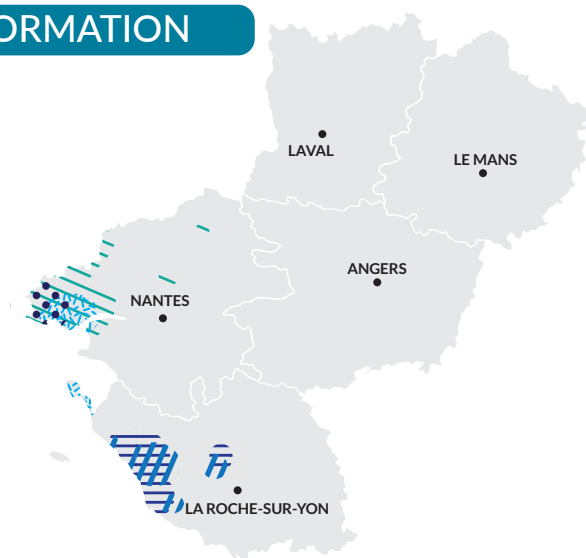 ORMATION
LAVAL
LE MANS
ANGERS
NANTES
LA ROCHE-SUR-YON